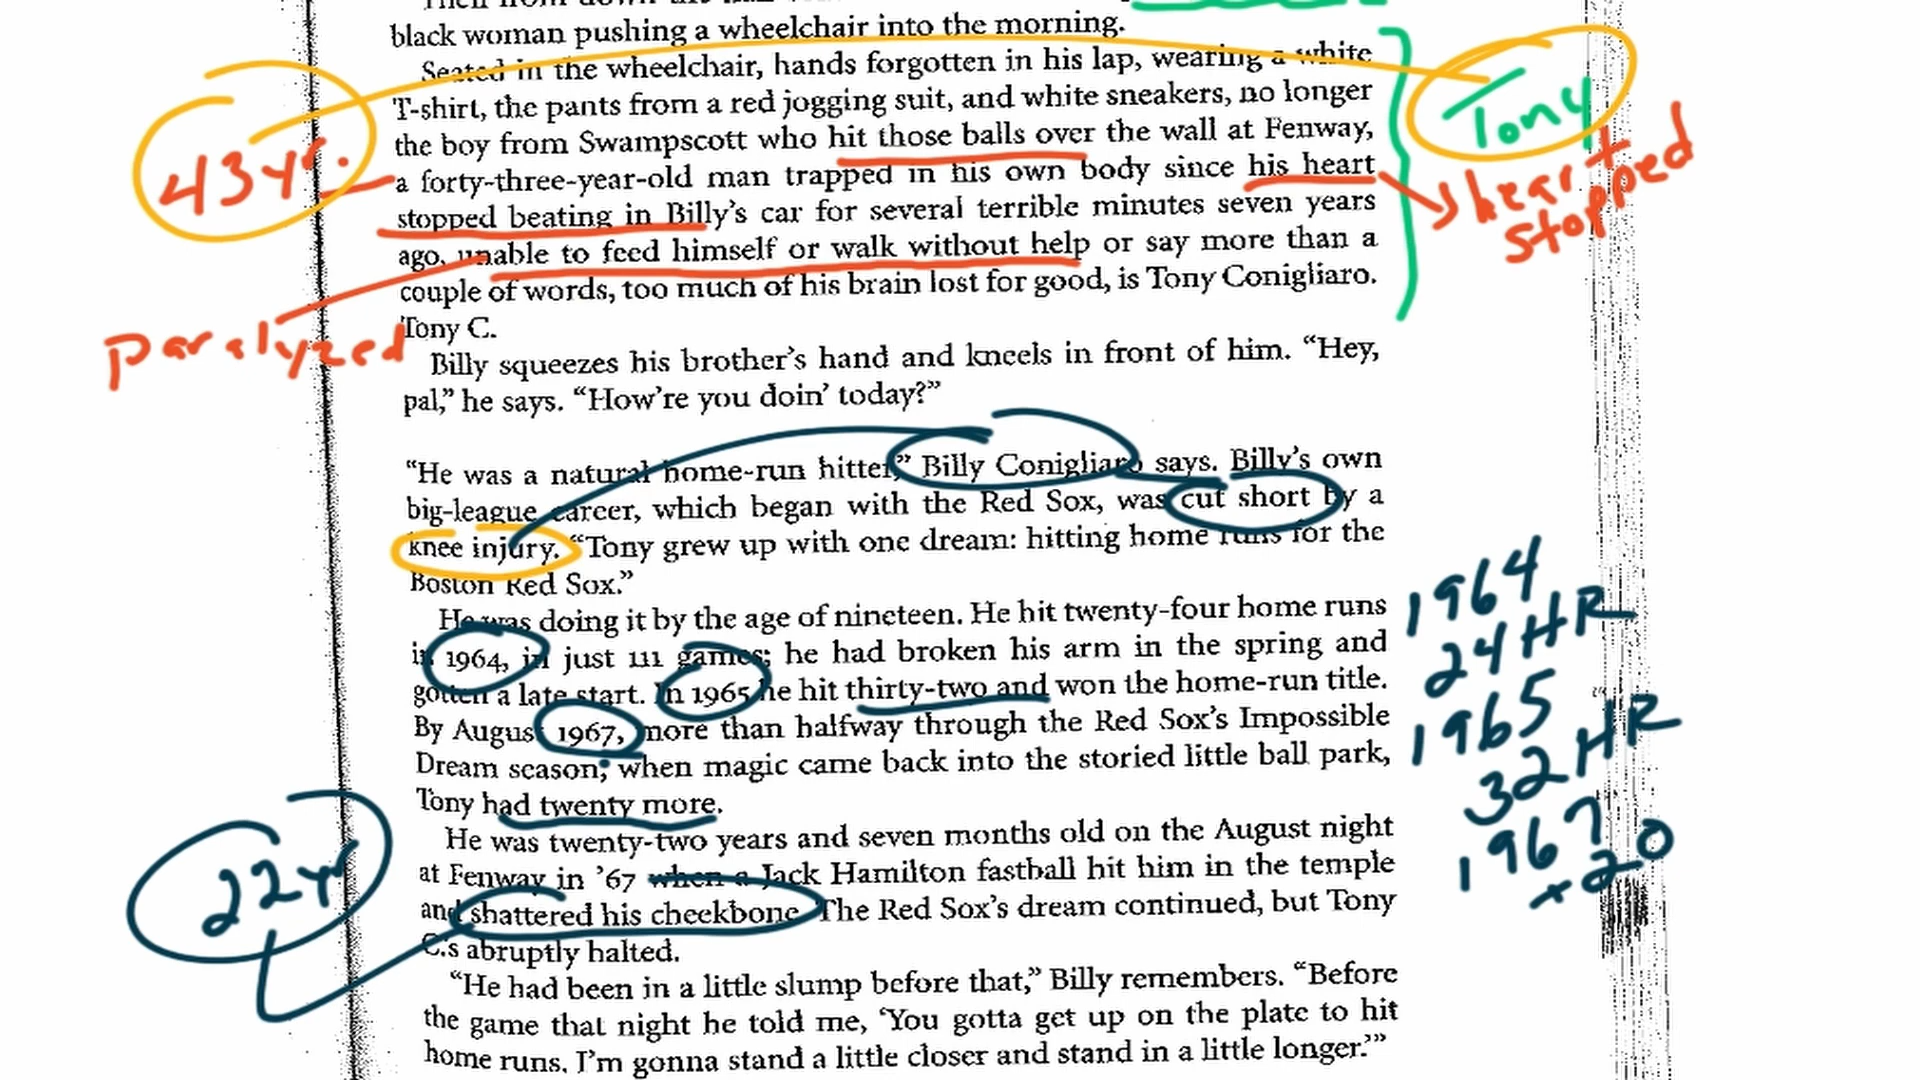 black woman pushing a wheelchair into the morning.
Seated in the wheelchair, hands forgotten in his lap, wearing a white
T-shirt, the pants from a red jogging suit, and white sneakers, no longer
the boy from Swampscott who hit those balls over the wall at Fenway,
a forty-three-year-old man trapped in his own body since his heart
stopped beating in Billy's car for several terrible minutes seven years
ago, unable to feed himself or walk without help or say more than a
couple of words, too much of his brain lost for good, is Tony Conigliaro.
Tony C.
Billy squeezes his brother's hand and kneels in front of him. “Hey,
pal,” he says. “How're you doin' today?”
“He was a natural home-run hitter,” Billy Conigliaro says. Billy's own
big-league career, which began with the Red Sox, was cut short by a
knee injury. “Tony grew up with one dream: hitting home runs for the
Boston Red Sox.”
He was doing it by the age of nineteen. He hit twenty-four home runs
in 1964, in just 111 games; he had broken his arm in the spring and
gotten a late start. In 1965 he hit thirty-two and won the home-run title.
By August 1967, more than halfway through the Red Sox's Impossible
Dream season, when magic came back into the storied little ball park,
Tony had twenty more.
He was twenty-two years and seven months old on the August night
at Fenway in '67 when a Jack Hamilton fastball hit him in the temple
and shattered his cheekbone. The Red Sox's dream continued, but Tony
C.'s abruptly halted.
“He had been in a little slump before that,” Billy remembers. “Before
the game that night he told me, ‘You gotta get up on the plate to hit
home runs. I'm gonna stand a little closer and stand in a little longer.’”
43yr.
paralyzed
22yr
Tony
heart
stopped
1964
24 HR
1965
32 HR
1967
+20